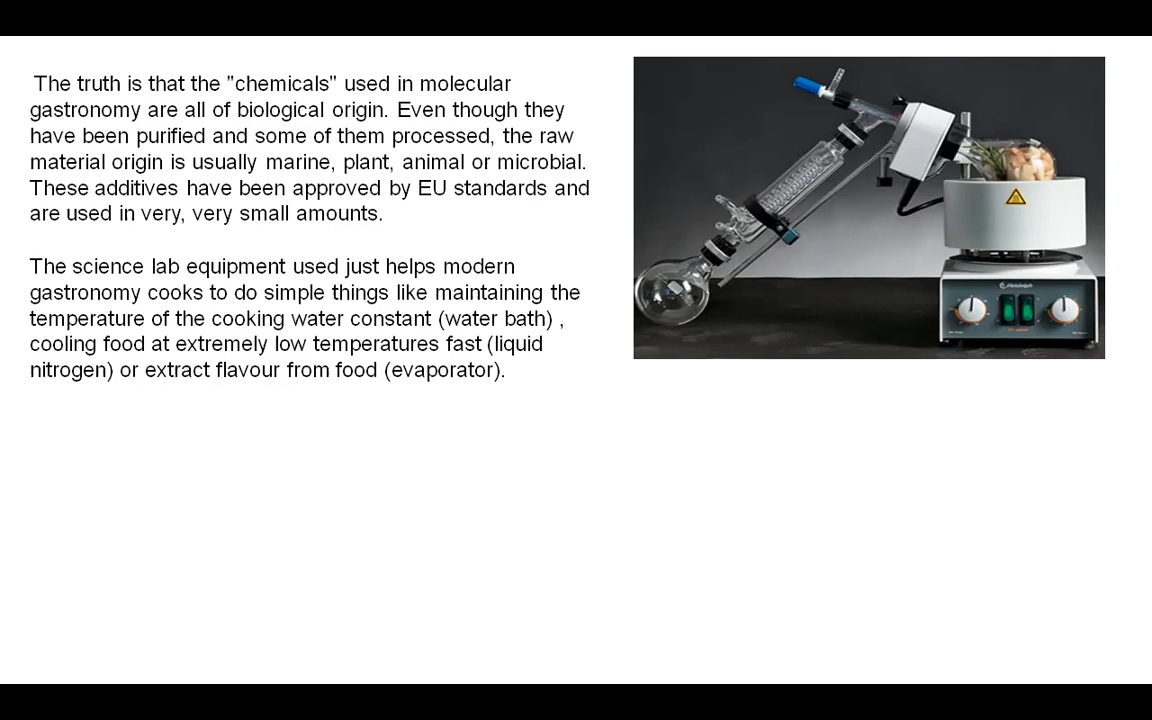 The truth is that the "chemicals" used in molecular
gastronomy are all of biological origin. Even though they
have been purified and some of them processed, the raw
material origin is usually marine, plant, animal or microbial.
These additives have been approved by EU standards and
are used in very, very small amounts.
The science lab equipment used just helps modern
gastronomy cooks to do simple things like maintaining the
temperature of the cooking water constant (water bath) ,
cooling food at extremely low temperatures fast (liquid
nitrogen) or extract flavour from food (evaporator).